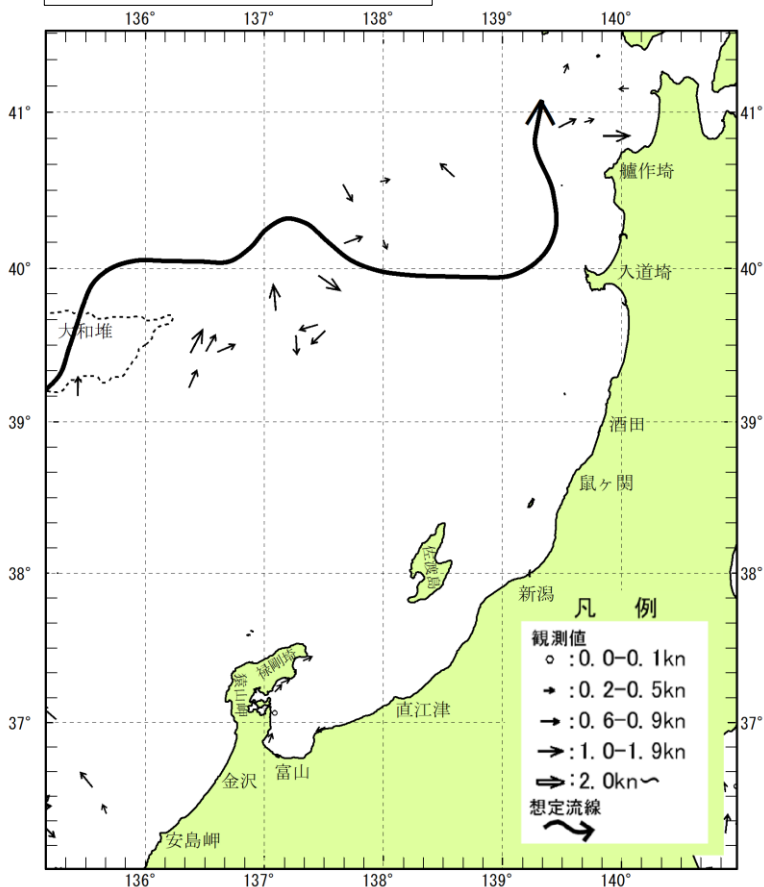 136° 137° 138° 139° 140°
41° 41°
艫作埼
40° 入道埼 40°
大和堆
39° 酒田 39°
鼠ヶ関
38° 佐渡島 38°
新潟
凡 例
観測値
:0.0-0.1kn
禄剛埼
:0.2-0.5kn
猿山岬
37° 直江津 37°
:0.6-0.9kn
:1.0-1.9kn
富山
金沢
:2.0kn〜
想定流線
安島岬
136° 137° 138° 139° 140°